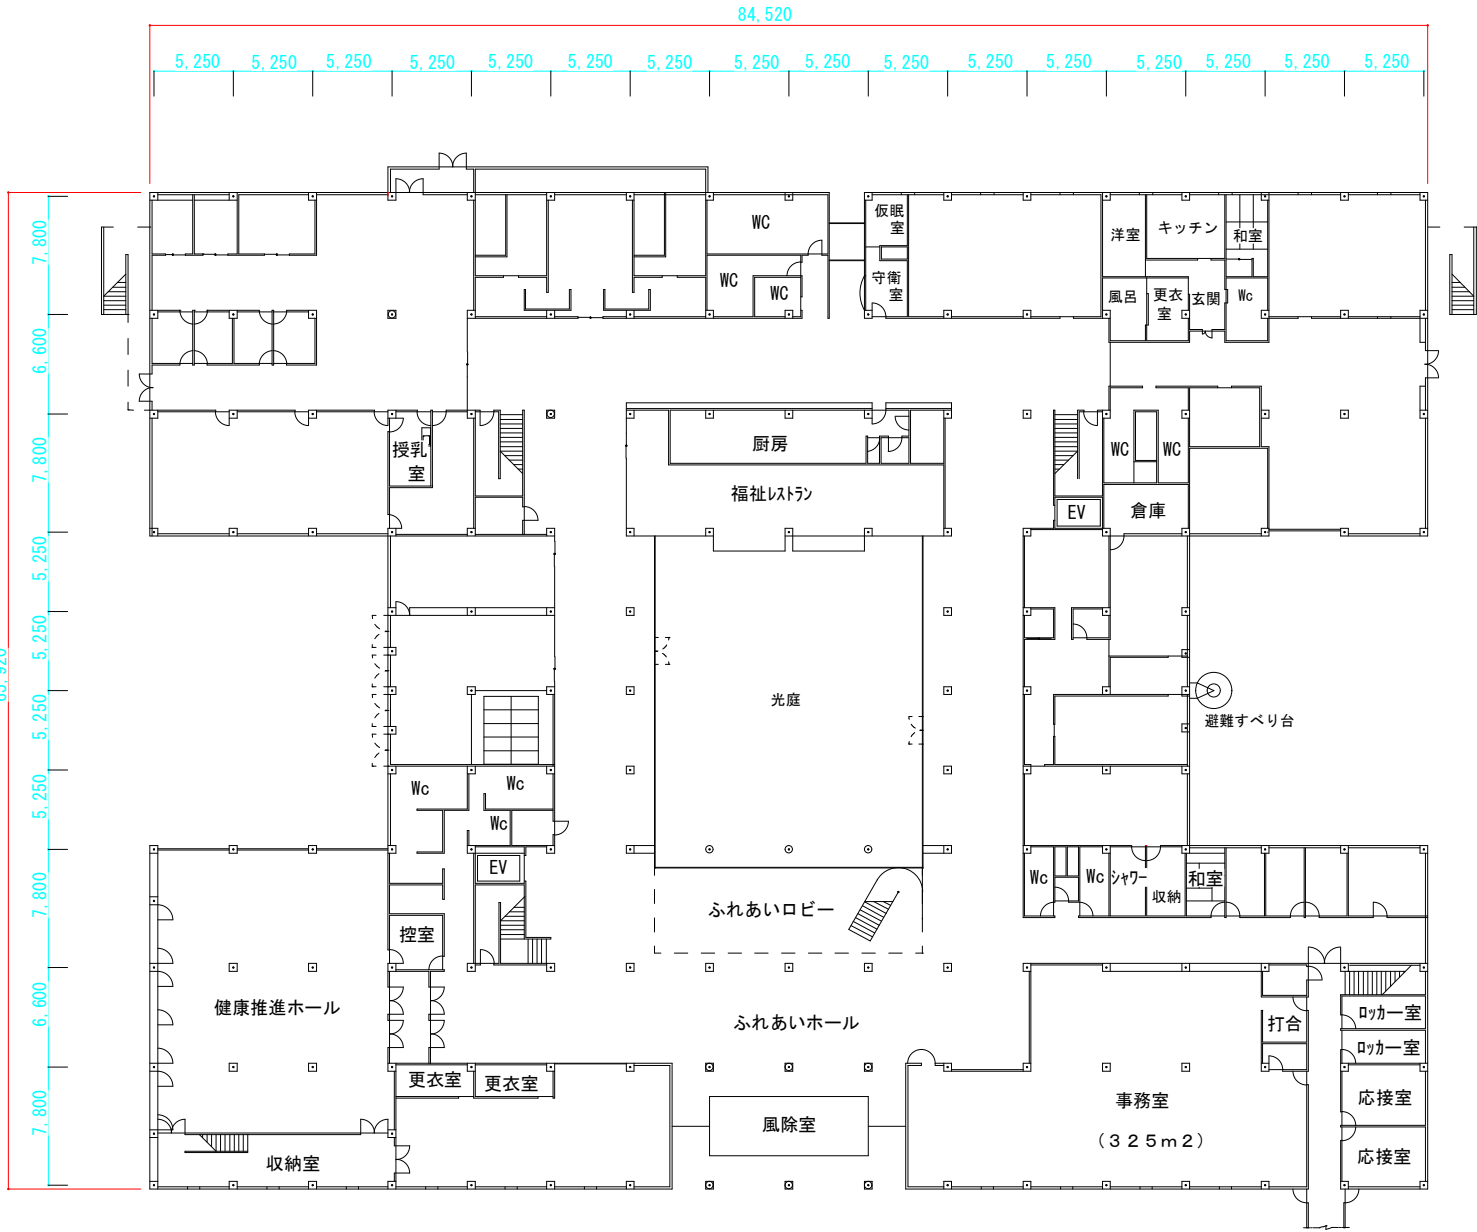 84,520
5,250 5,250 5,250 5,250 5,250 5,250 5,250 5,250 5,250 5,250 5,250 5,250 5,250 5,250 5,250 5,250
7,800
6,600
7,800
5,250
5,250
5,250
5,250
7,800
6,600
7,800
WC
仮眠
室
洋室
キッチン
和室
WC
WC
守衛
室
風呂
更衣
室
玄関
Wc
授乳
室
厨房
WC
WC
福祉レストラン
EV
倉庫
光庭
避難すべり台
Wc
Wc
Wc
EV
Wc
Wc
シャワー
収納
和室
控室
ふれあいロビー
健康推進ホール
ふれあいホール
打合
ロッカー室
ロッカー室
更衣室
更衣室
風除室
事務室
(325m2)
応接室
応接室
収納室